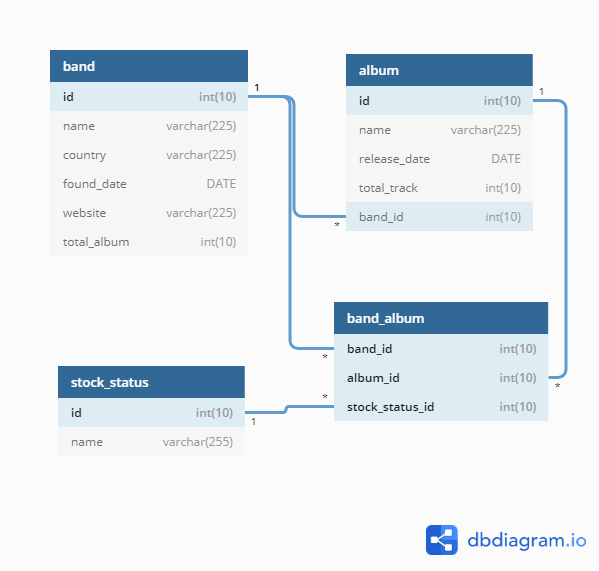 band
id int(10)
name varchar(225)
country varchar(225)
found_date DATE
website varchar(225)
total_album int(10)
1
album
id int(10)
name varchar(225)
release_date DATE
total_track int(10)
band_id int(10)
1
*
band_album
band_id int(10)
album_id int(10)
stock_status_id int(10)
*
*
*
stock_status
id int(10)
name varchar(255)
1
dbdiagram.io